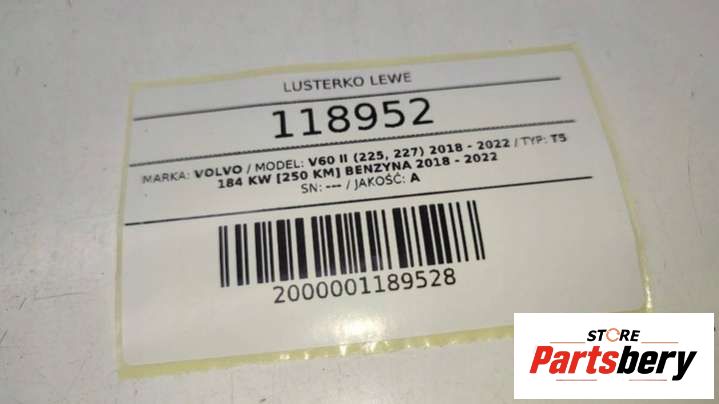 LUSTERKO LEWE
118952
MARKA: VOLVO / MODEL: V60 II (225, 227) 2018 - 2022 / TYP: T5
184 KW [250 KM] BENZYNA 2018 - 2022
SN: --- / JAKOŚĆ: A
2000001189528
STORE
Partsbery